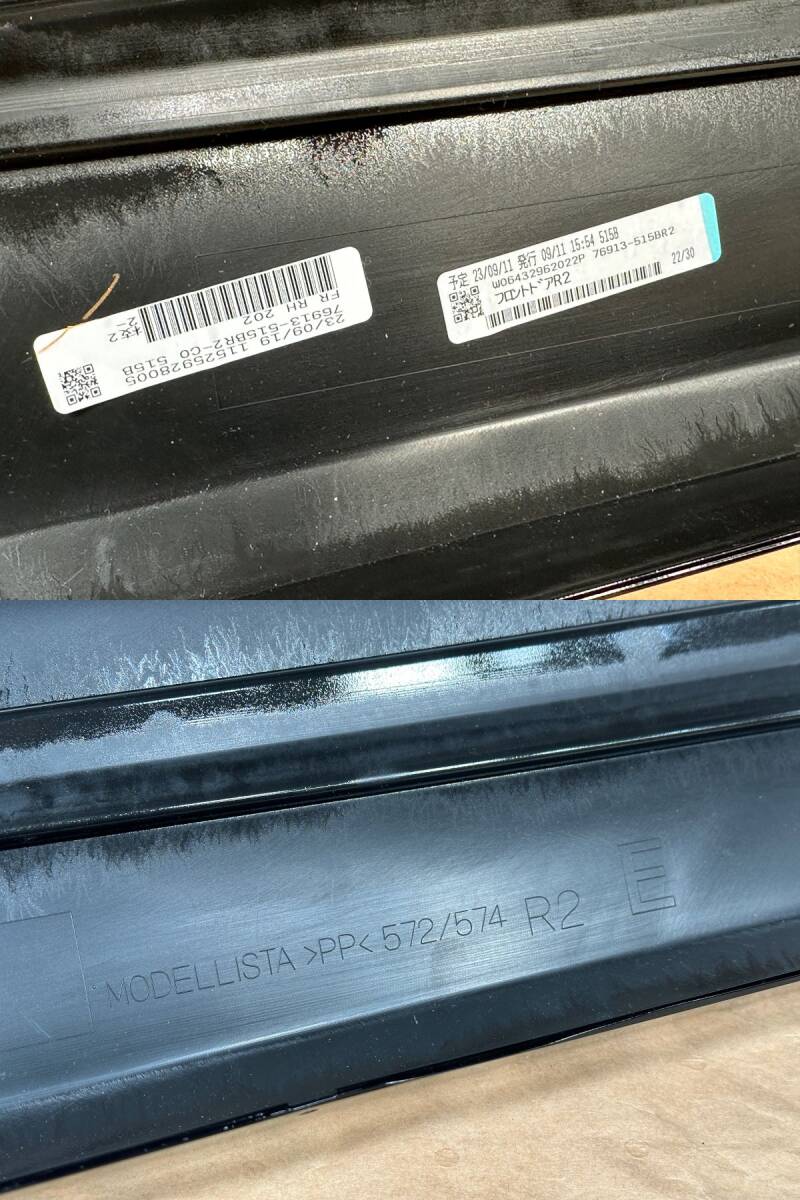 23/09/19 11525928005
76913-515BR2-C0 515B
FR RH 202
2-
予定 23/09/11 発行 09/11 15:54 515B
W06432962022P 76913-515BR2
フロントドアR2
22/30
MODELLISTA >PP< 572/574 R2 E